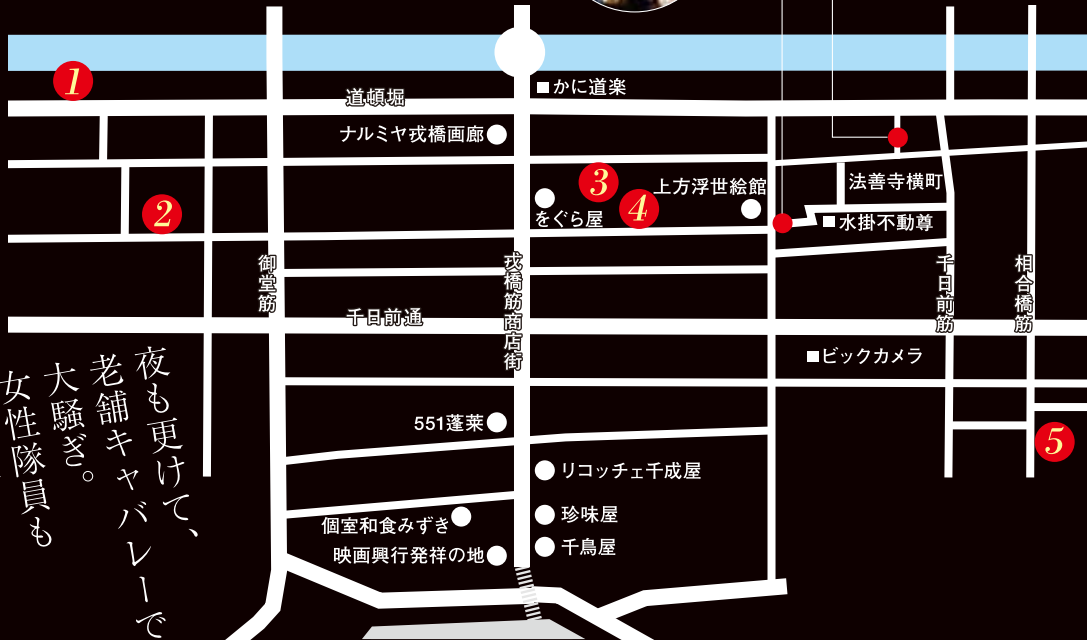 1
道頓堀
かに道楽
ナルミヤ戎橋画廊
2
3
4
をぐら屋
上方浮世絵館
法善寺横町
水掛不動尊
御堂筋
戎橋筋商店街
千日前筋
相合橋筋
千日前通
ビックカメラ
551蓬莱
リコッチェ千成屋
5
個室和食みずき
珍味屋
映画興行発祥の地
千鳥屋
夜も更けて、
老舗キャバレーで
大騒ぎ。
女性隊員も